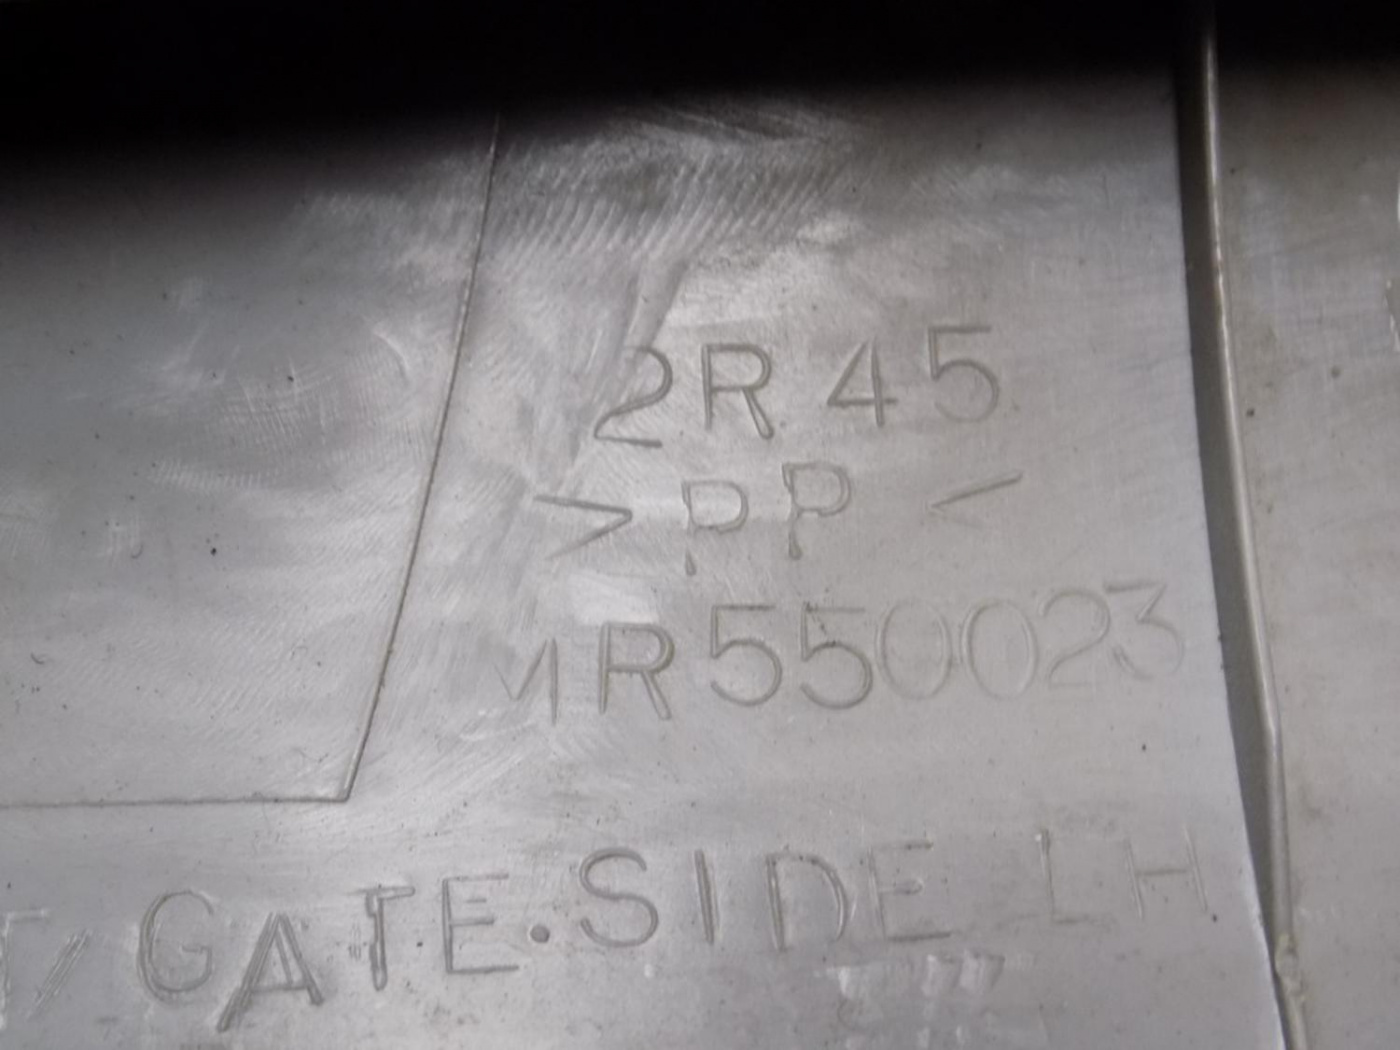 2R45
>PP<
MR550023
T/GATE·SIDE LH